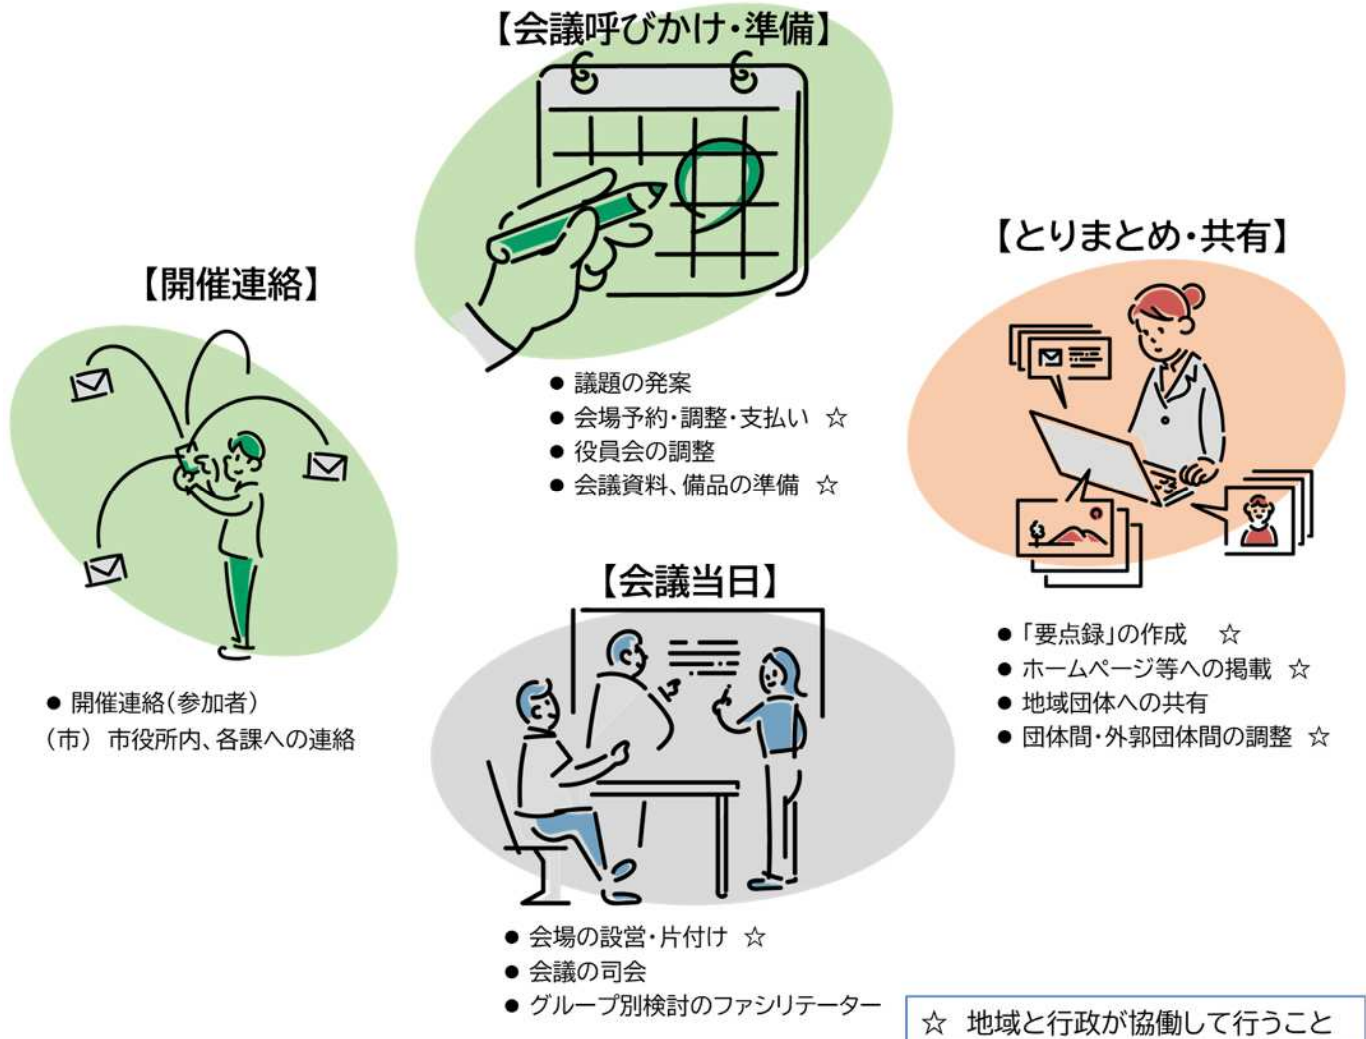 【会議呼びかけ・準備】
● 議題の発案
● 会場予約・調整・支払い ☆
● 役員会の調整
● 会議資料、備品の準備 ☆
【開催連絡】
● 開催連絡(参加者)
(市) 市役所内、各課への連絡
【とりまとめ・共有】
● 「要点録」の作成 ☆
● ホームページ等への掲載 ☆
● 地域団体への共有
● 団体間・外郭団体間の調整 ☆
【会議当日】
● 会場の設営・片付け ☆
● 会議の司会
● グループ別検討のファシリテーター
☆ 地域と行政が協働して行うこと